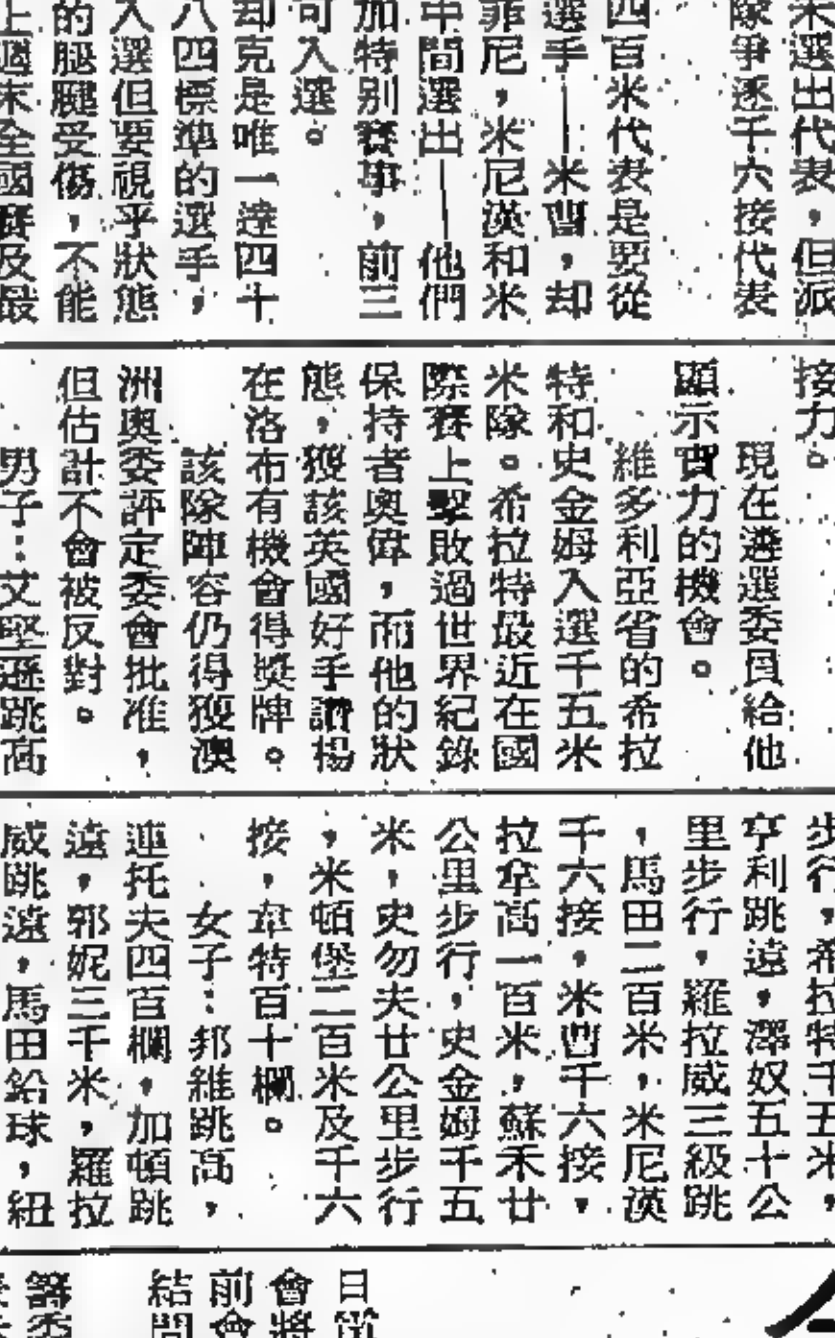 未選出代表，但派
隊爭逐千六接代表
四百米代表是要從
選手——米曹，却
菲尼，米尼漢和米
中間選出——他們
加特別賽事，前三
可入選。
却克是唯一達四十
八四標準的選手，
入選但要視乎狀態
的腿腱受傷，不能
上週末全國賽及最
接力。
現在遴選委員給他
顯示實力的機會。
維多利亞省的希拉
特和史金姆入選千五米
米隊。希拉特最近在國
際賽上擊敗過世界紀錄
保持者奧偉，而他的狀
態，獲該英國好手讚揚
在洛布有機會得獎牌。
該隊陣容仍得獲澳
洲奧委評定委會批准，
但估計不會被反對。
男子：艾堅遜跳高
步行，希拉特千五米，
亨利跳遠，澤奴五十公
里步行，羅拉威三級跳
，馬田二百米，米尼漢
千六接，米曹千六接，
拉拿高一百米，蘇禾廿
公里步行，史金姆千五
米，史勿夫廿公里步行
，米頓堡二百米及千六
接，韋特百十欄。
女子：邦維跳高，
連托夫四百欄，加頓跳
遠，郭妮三千米，羅拉
威跳遠，馬田鉛球，紐
日
會將
前會
結
籌委